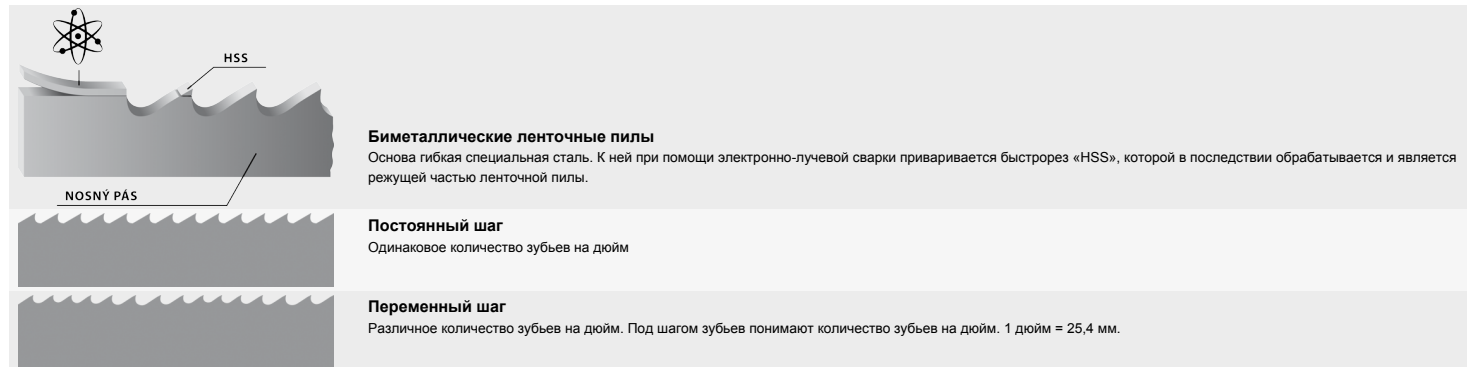 HSS
NOSNÝ PÁS
Биметаллические ленточные пилы
Основа гибкая специальная сталь. К ней при помощи электронно-лучевой сварки приваривается быстрорез «HSS», которой в последствии обрабатывается и является
режущей частью ленточной пилы.
Постоянный шаг
Одинаковое количество зубьев на дюйм
Переменный шаг
Различное количество зубьев на дюйм. Под шагом зубьев понимают количество зубьев на дюйм. 1 дюйм = 25,4 мм.